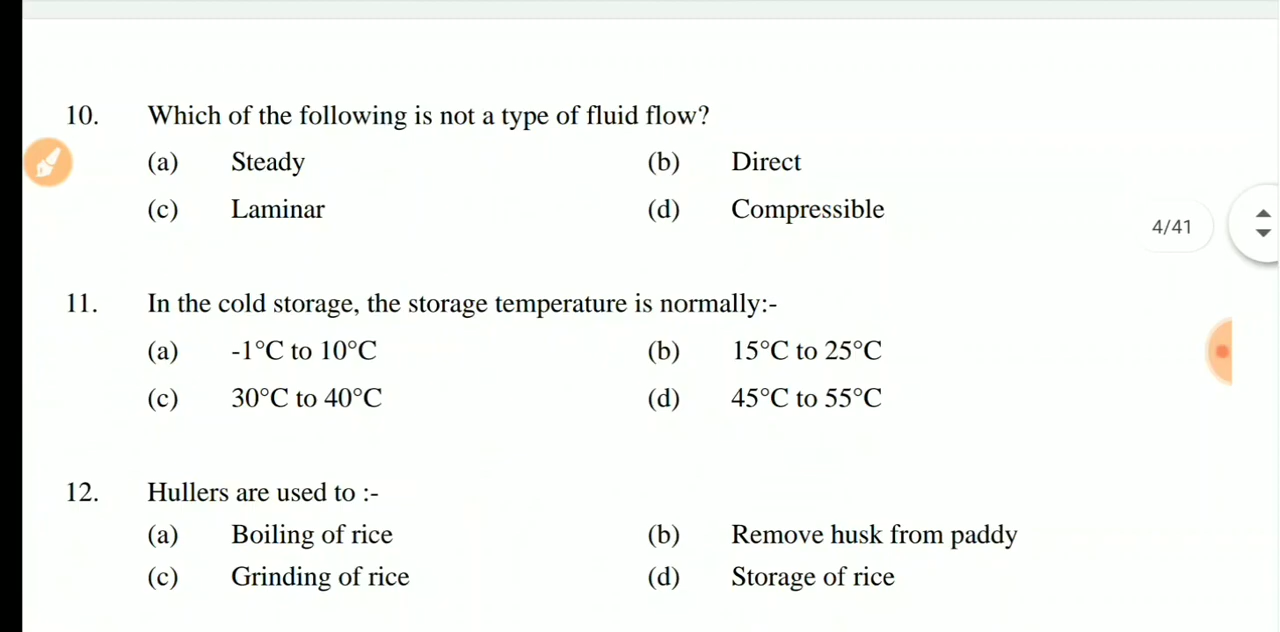 10. Which of the following is not a type of fluid flow?
(a) Steady (b) Direct
(c) Laminar (d) Compressible
4/41
11. In the cold storage, the storage temperature is normally:-
(a) -1°C to 10°C (b) 15°C to 25°C
(c) 30°C to 40°C (d) 45°C to 55°C
12. Hullers are used to :-
(a) Boiling of rice (b) Remove husk from paddy
(c) Grinding of rice (d) Storage of rice